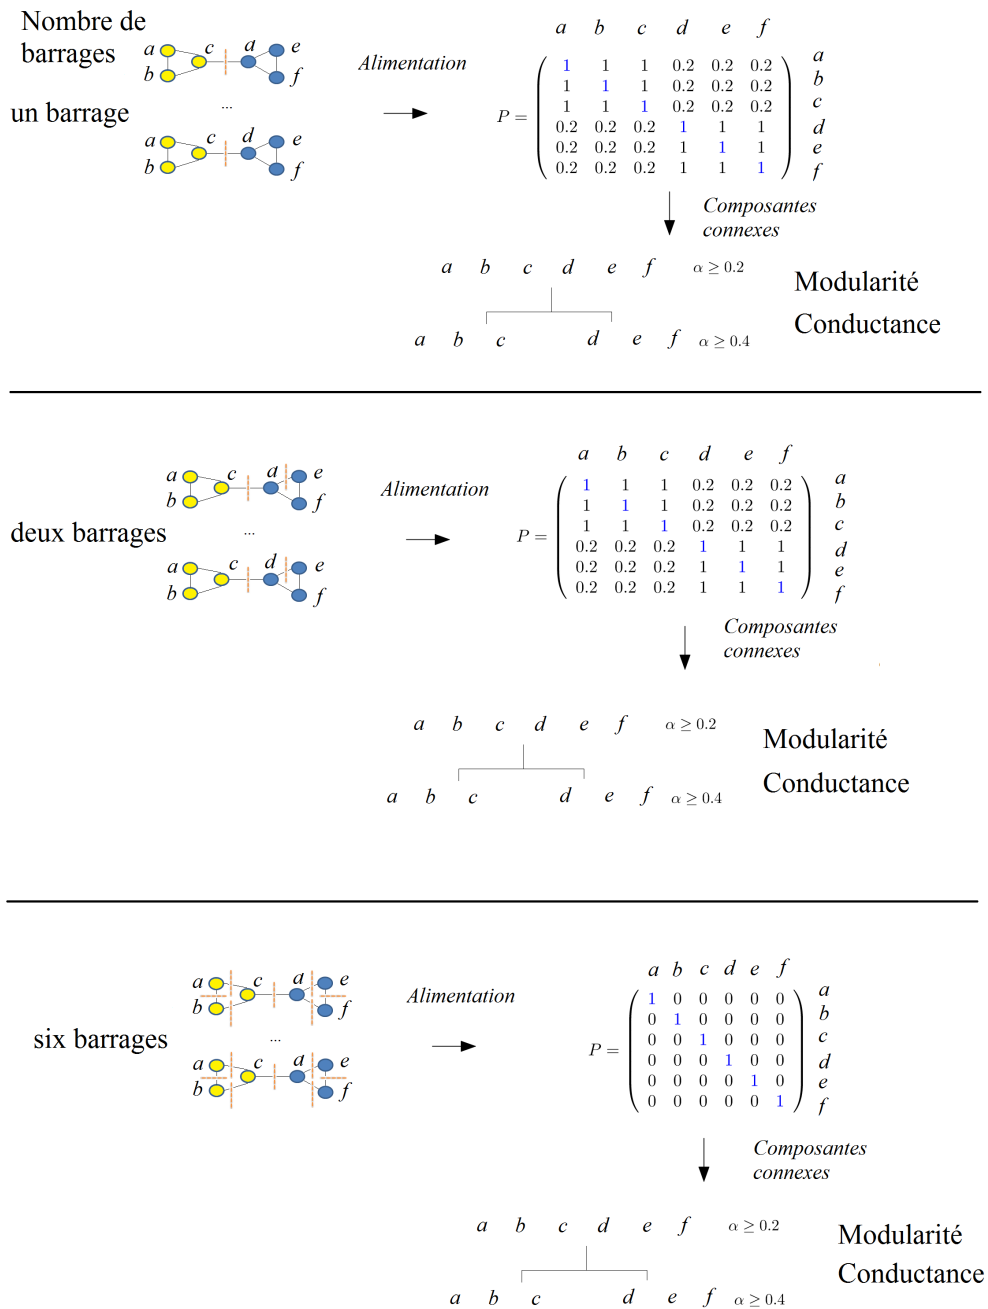 Nombre de
barrages
a b c d e f
...
a b c d e f
un barrage
Alimentation
a b c d e f
P =
1 1 1 0.2 0.2 0.2 a
1 1 1 0.2 0.2 0.2 b
1 1 1 0.2 0.2 0.2 c
0.2 0.2 0.2 1 1 1 d
0.2 0.2 0.2 1 1 1 e
0.2 0.2 0.2 1 1 1 f
Composantes
connexes
a b c d e f α ≥ 0.2
a b c d e f α ≥ 0.4
Modularité
Conductance
a b c d e f
...
a b c d e f
deux barrages
Alimentation
a b c d e f
P =
1 1 1 0.2 0.2 0.2 a
1 1 1 0.2 0.2 0.2 b
1 1 1 0.2 0.2 0.2 c
0.2 0.2 0.2 1 1 1 d
0.2 0.2 0.2 1 1 1 e
0.2 0.2 0.2 1 1 1 f
Composantes
connexes
a b c d e f α ≥ 0.2
a b c d e f α ≥ 0.4
Modularité
Conductance
a b c d e f
...
a b c d e f
six barrages
Alimentation
a b c d e f
P =
1 0 0 0 0 0 a
0 1 0 0 0 0 b
0 0 1 0 0 0 c
0 0 0 1 0 0 d
0 0 0 0 1 0 e
0 0 0 0 0 1 f
Composantes
connexes
a b c d e f α ≥ 0.2
a b c d e f α ≥ 0.4
Modularité
Conductance